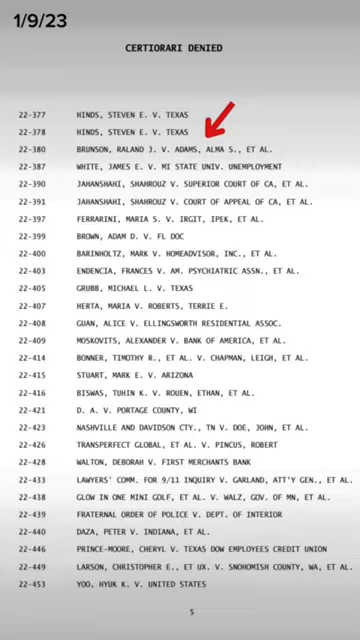 1/9/23
CERTIORARI DENIED
22-377 HINDS, STEVEN E. V. TEXAS
22-378 HINDS, STEVEN E. V. TEXAS
22-380 BRUNSON, RALAND J. V. ADAMS, ALMA S., ET AL.
22-387 WHITE, JAMES E. V. MI STATE UNIV. UNEMPLOYMENT
22-390 JAHANSHAHI, SHAHROUZ V. SUPERIOR COURT OF CA, ET AL.
22-391 JAHANSHAHI, SHAHROUZ V. COURT OF APPEAL OF CA, ET AL.
22-397 FERRARINI, MARIA S. V. IRGIT, IPEK, ET AL.
22-399 BROWN, ADAM D. V. FL DOC
22-400 BARINHOLTZ, MARK V. HOMEADVISOR, INC., ET AL.
22-403 ENDENCIA, FRANCES V. AM. PSYCHIATRIC ASSN., ET AL.
22-405 GRUBB, MICHAEL L. V. TEXAS
22-407 HERTA, MARIA V. ROBERTS, TERRIE E.
22-408 GUAN, ALICE V. ELLINGSWORTH RESIDENTIAL ASSOC.
22-409 MOSKOVITS, ALEXANDER V. BANK OF AMERICA, ET AL.
22-414 BONNER, TIMOTHY R., ET AL. V. CHAPMAN, LEIGH, ET AL.
22-415 STUART, MARK E. V. ARIZONA
22-416 BISWAS, TUHIN K. V. ROUEN, ETHAN, ET AL.
22-421 D. A. V. PORTAGE COUNTY, WI
22-423 NASHVILLE AND DAVIDSON CTY., TN V. DOE, JOHN, ET AL.
22-426 TRANSPERFECT GLOBAL, ET AL. V. PINCUS, ROBERT
22-428 WALTON, DEBORAH V. FIRST MERCHANTS BANK
22-433 LAWYERS' COMM. FOR 9/11 INQUIRY V. GARLAND, ATT'Y GEN., ET AL.
22-438 GLOW IN ONE MINI GOLF, ET AL. V. WALZ, GOV. OF MN, ET AL.
22-439 FRATERNAL ORDER OF POLICE V. DEPT. OF INTERIOR
22-440 DAZA, PETER V. INDIANA, ET AL.
22-446 PRINCE-MOORE, CHERYL V. TEXAS DOW EMPLOYEES CREDIT UNION
22-449 LARSON, CHRISTOPHER E., ET UX. V. SNOHOMISH COUNTY, WA, ET AL.
22-453 YOO, HYUK K. V. UNITED STATES
5